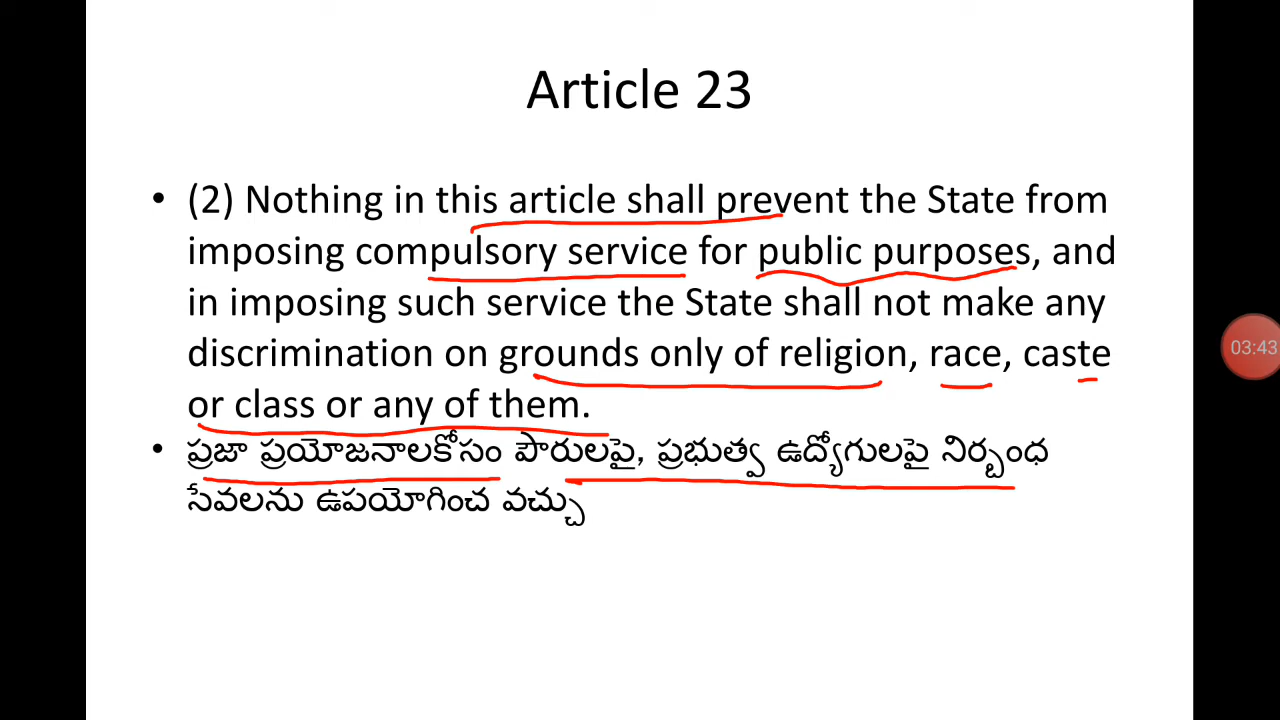 Article 23
• (2) Nothing in this article shall prevent the State from
imposing compulsory service for public purposes, and
in imposing such service the State shall not make any
discrimination on grounds only of religion, race, caste
or class or any of them.
• ప్రజా ప్రయోజనాలకోసం పౌరులపై, ప్రభుత్వ ఉద్యోగులపై నిర్బంధ
సేవలను ఉపయోగించ వచ్చు
03:43